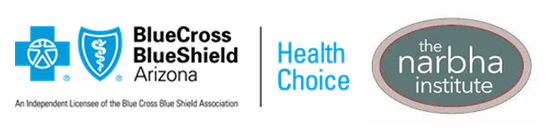 BlueCross
BlueShield
Arizona
An Independent Licensee of the Blue Cross Blue Shield Association
Health
Choice
the
narbha
institute